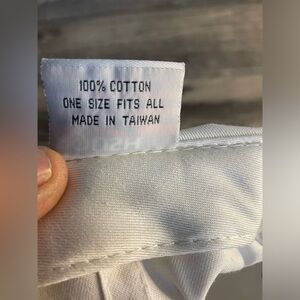 100% COTTON
ONE SIZE FITS ALL
MADE IN TAIWAN